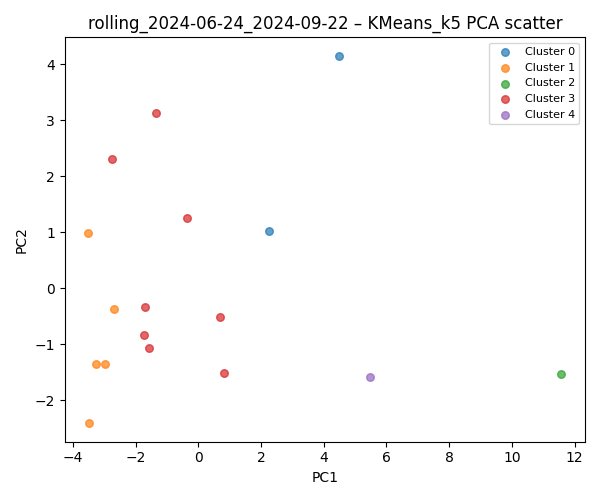 rolling_2024-06-24_2024-09-22 – KMeans_k5 PCA scatter
Cluster 0
Cluster 1
Cluster 2
Cluster 3
Cluster 4
PC2
4
3
2
1
0
−1
−2
−4 −2 0 2 4 6 8 10 12
PC1